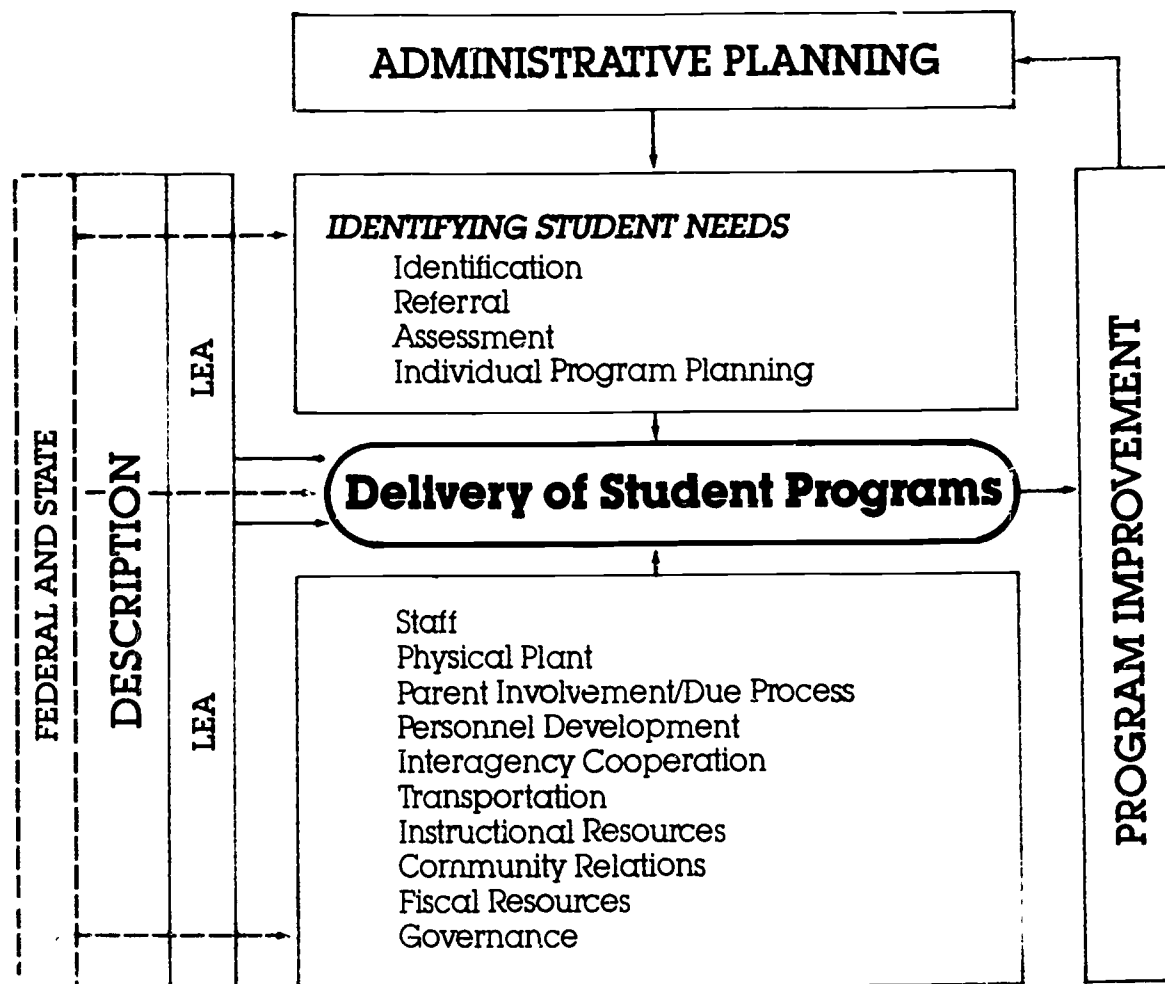 ADMINISTRATIVE PLANNING
FEDERAL AND STATE
DESCRIPTION
LEA
LEA
IDENTIFYING STUDENT NEEDS
Identification
Referral
Assessment
Individual Program Planning
Delivery of Student Programs
Staff
Physical Plant
Parent Involvement/Due Process
Personnel Development
Interagency Cooperation
Transportation
Instructional Resources
Community Relations
Fiscal Resources
Governance
PROGRAM IMPROVEMENT